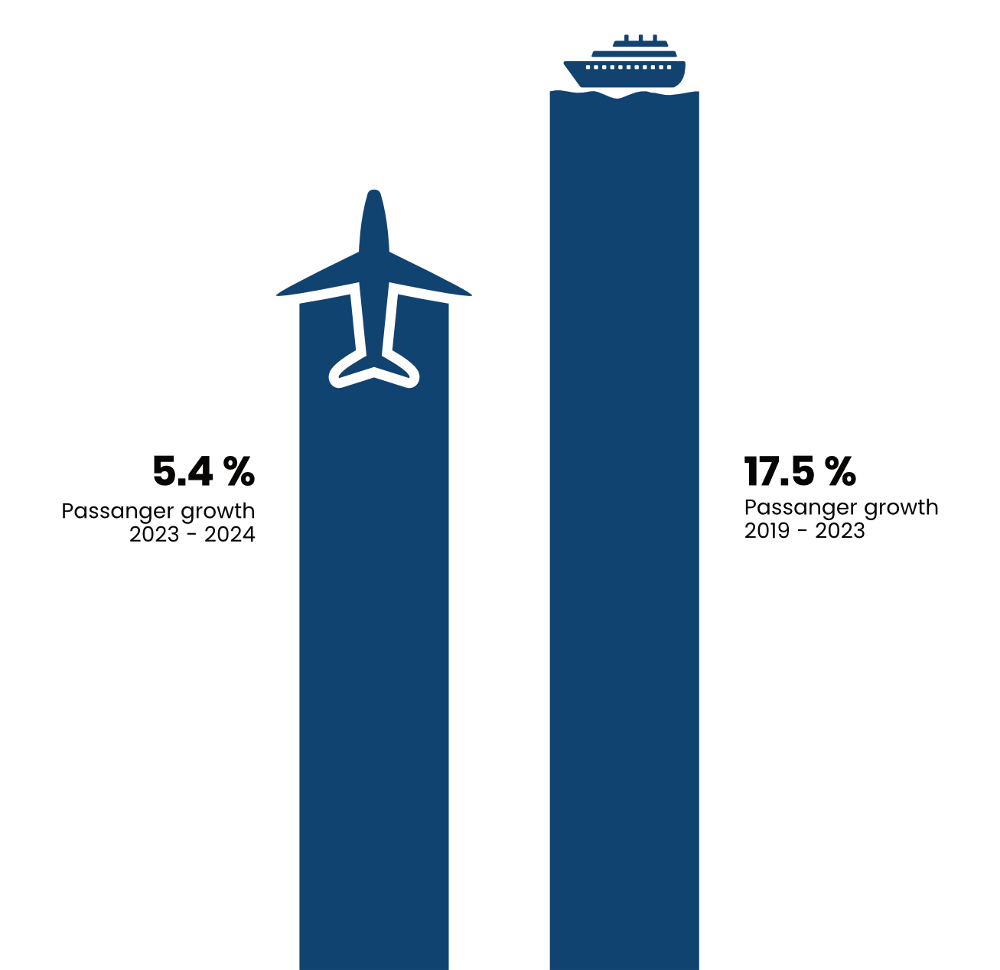 5.4 %
Passanger growth
2023 - 2024
17.5 %
Passanger growth
2019 - 2023